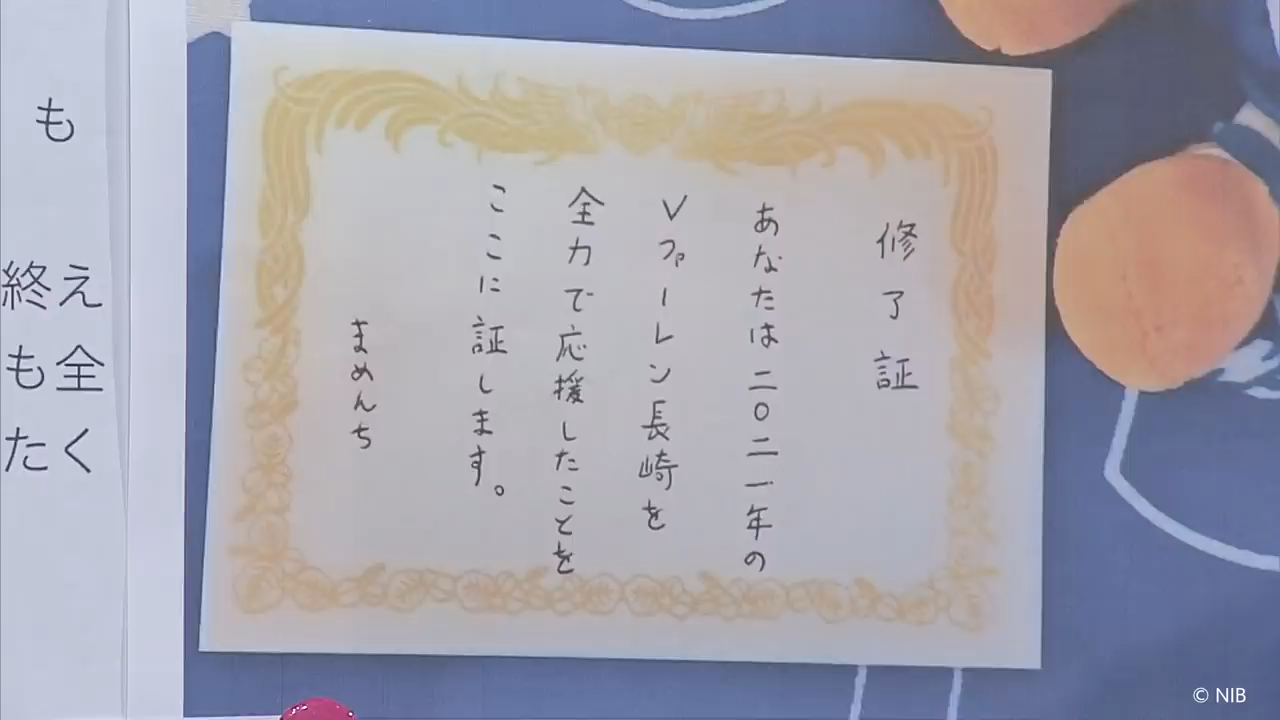 修了証
あなたは二〇二一年の
Vファーレン長崎を
全力で応援したことを
ここに証します。
まめんち
も
終え
も全
たく
© NIB